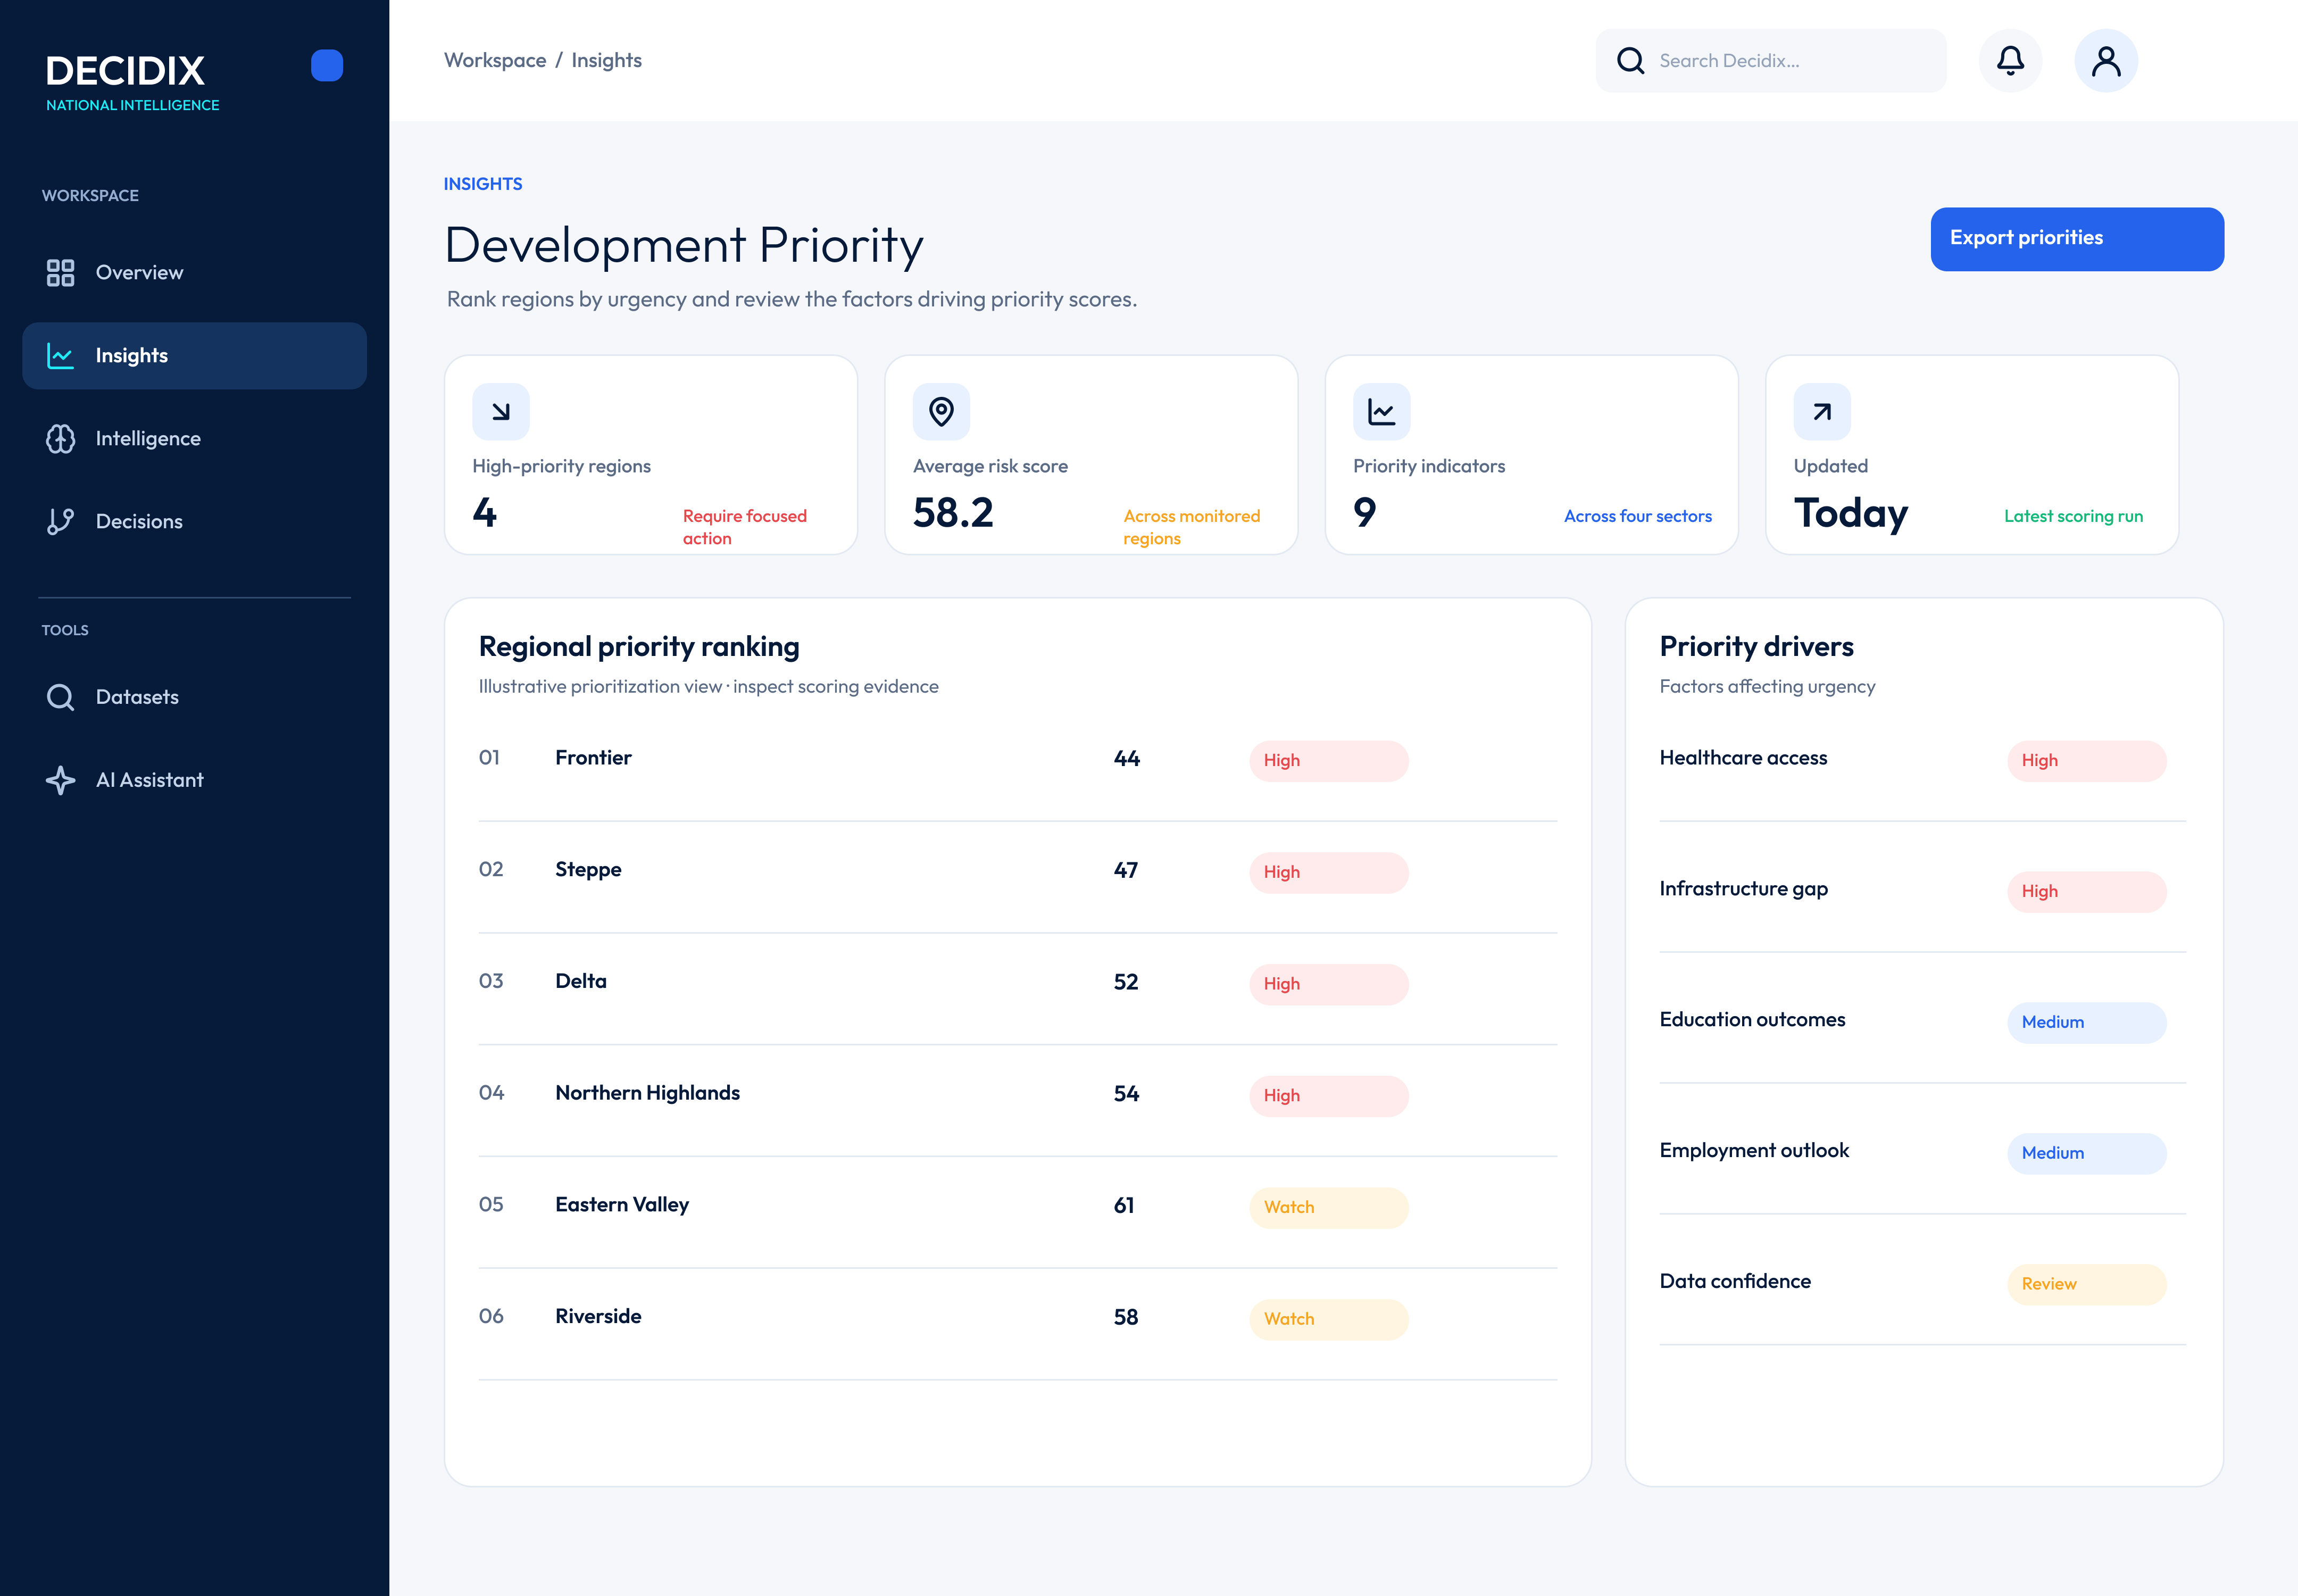 DECIDIX
NATIONAL INTELLIGENCE
WORKSPACE
Overview
Insights
Intelligence
Decisions
TOOLS
Datasets
AI Assistant
Workspace / Insights
Search Decidix...
INSIGHTS
Development Priority
Rank regions by urgency and review the factors driving priority scores.
Export priorities
High-priority regions
4
Require focused
action
Average risk score
58.2
Across monitored
regions
Priority indicators
9
Across four sectors
Updated
Today
Latest scoring run
Regional priority ranking
Illustrative prioritization view · inspect scoring evidence
01 Frontier 44 High
02 Steppe 47 High
03 Delta 52 High
04 Northern Highlands 54 High
05 Eastern Valley 61 Watch
06 Riverside 58 Watch
Priority drivers
Factors affecting urgency
Healthcare access High
Infrastructure gap High
Education outcomes Medium
Employment outlook Medium
Data confidence Review